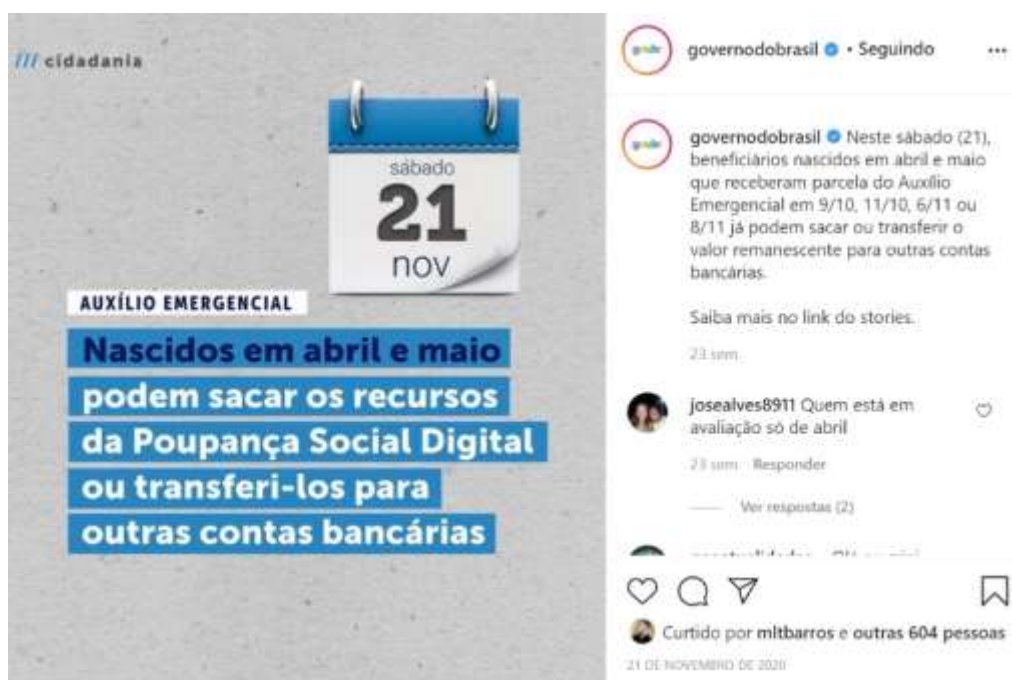 /// cidadania
sábado
21
nov
AUXÍLIO EMERGENCIAL
Nascidos em abril e maio
podem sacar os recursos
da Poupança Social Digital
ou transferi-los para
outras contas bancárias
governodobrasil • Seguindo
governodobrasil Neste sábado (21),
beneficiários nascidos em abril e maio
que receberam parcela do Auxílio
Emergencial em 9/10, 11/10, 6/11 ou
8/11 já podem sacar ou transferir o
valor remanescente para outras contas
bancárias.
Saiba mais no link do stories.
23 sem
josealves8911 Quem está em
avaliação só de abril
23 sem Responder
Ver respostas (2)
Curtido por mltbarros e outras 604 pessoas
21 DE NOVEMBRO DE 2020